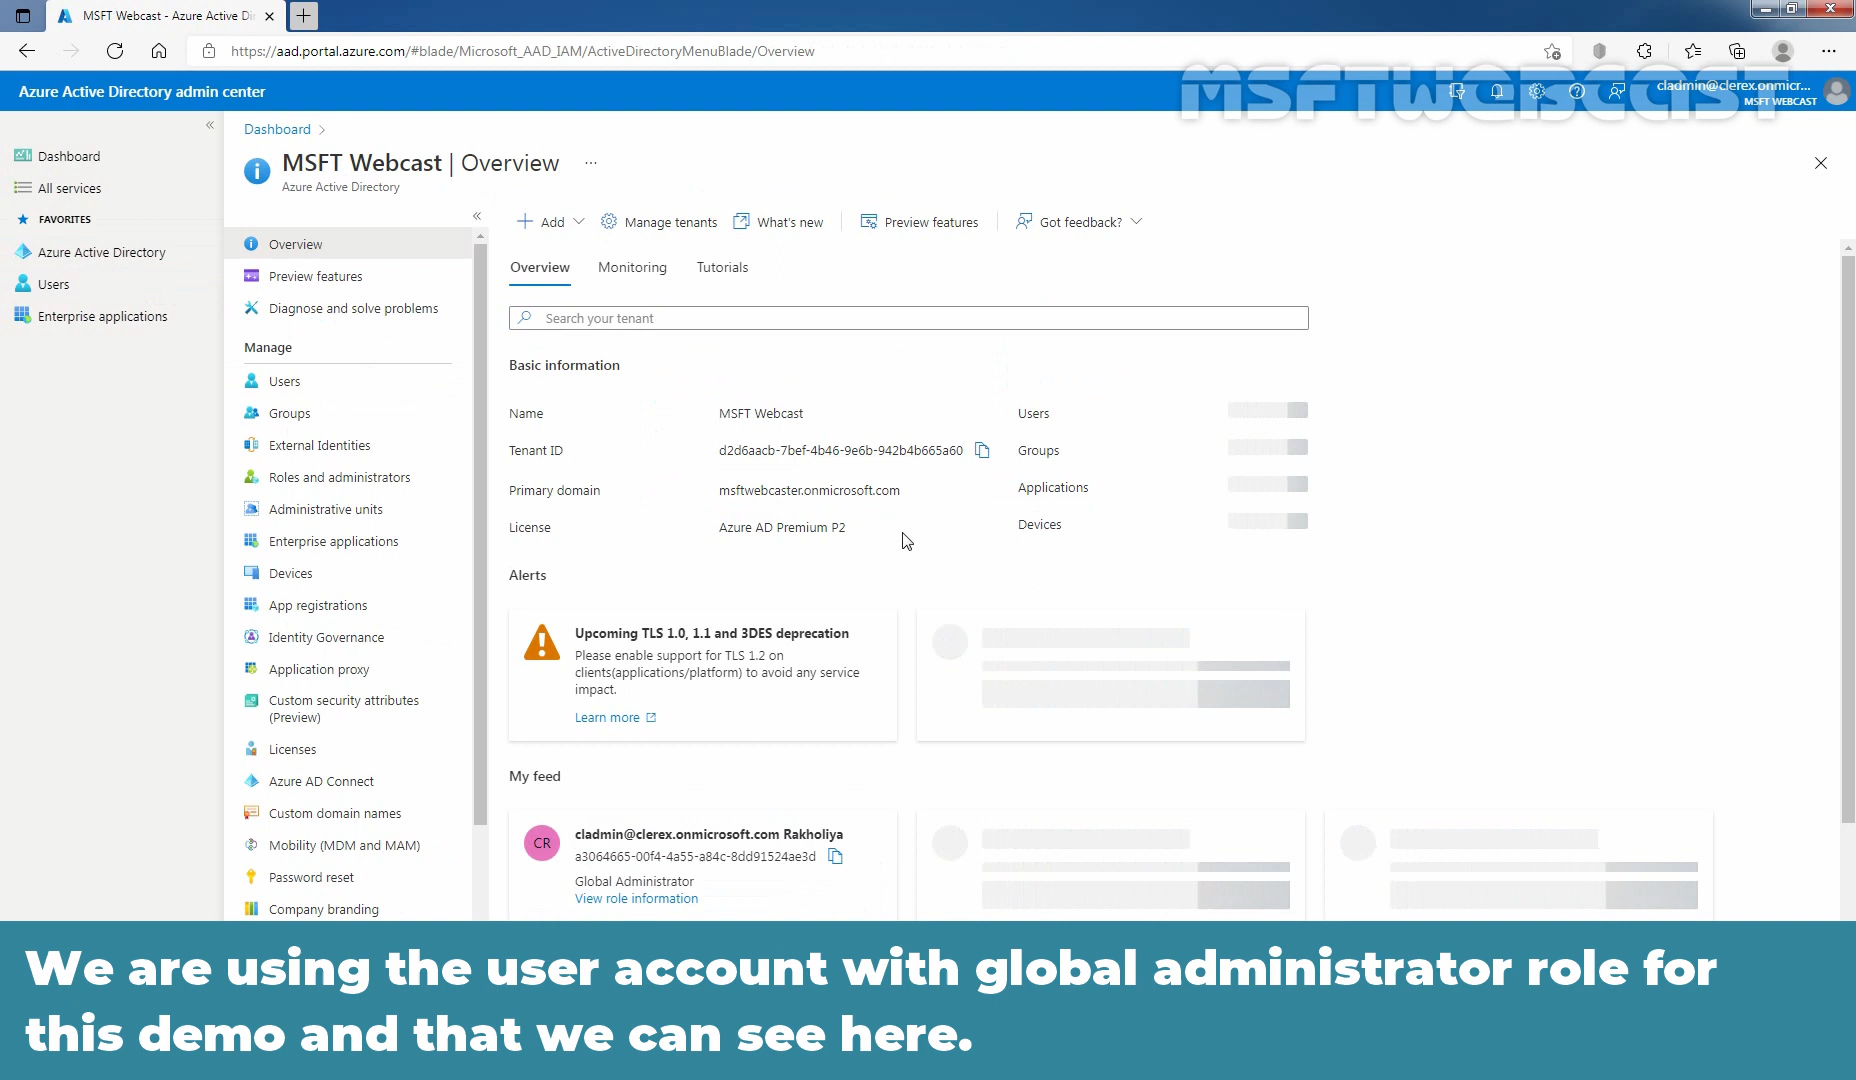 MSFT Webcast - Azure Active Di
https://aad.portal.azure.com/#blade/Microsoft_AAD_IAM/ActiveDirectoryMenuBlade/Overview
MSFTWEBCAST
Azure Active Directory admin center
cladmin@clerex.onmicr...
MSFT WEBCAST
Dashboard
All services
FAVORITES
Azure Active Directory
Users
Enterprise applications
Dashboard
MSFT Webcast | Overview
Azure Active Directory
Overview
Preview features
Diagnose and solve problems
Manage
Users
Groups
External Identities
Roles and administrators
Administrative units
Enterprise applications
Devices
App registrations
Identity Governance
Application proxy
Custom security attributes
(Preview)
Licenses
Azure AD Connect
Custom domain names
Mobility (MDM and MAM)
Password reset
Company branding
Add Manage tenants What's new Preview features Got feedback?
Overview Monitoring Tutorials
Search your tenant
Basic information
Name MSFT Webcast Users
Tenant ID d2d6aacb-7bef-4b46-9e6b-942b4b665a60 Groups
Primary domain msftwebcaster.onmicrosoft.com Applications
License Azure AD Premium P2 Devices
Alerts
Upcoming TLS 1.0, 1.1 and 3DES deprecation
Please enable support for TLS 1.2 on
clients(applications/platform) to avoid any service
impact.
Learn more
My feed
CR
cladmin@clerex.onmicrosoft.com Rakholiya
a3064665-00f4-4a55-a84c-8dd91524ae3d
Global Administrator
View role information
We are using the user account with global administrator role for
this demo and that we can see here.